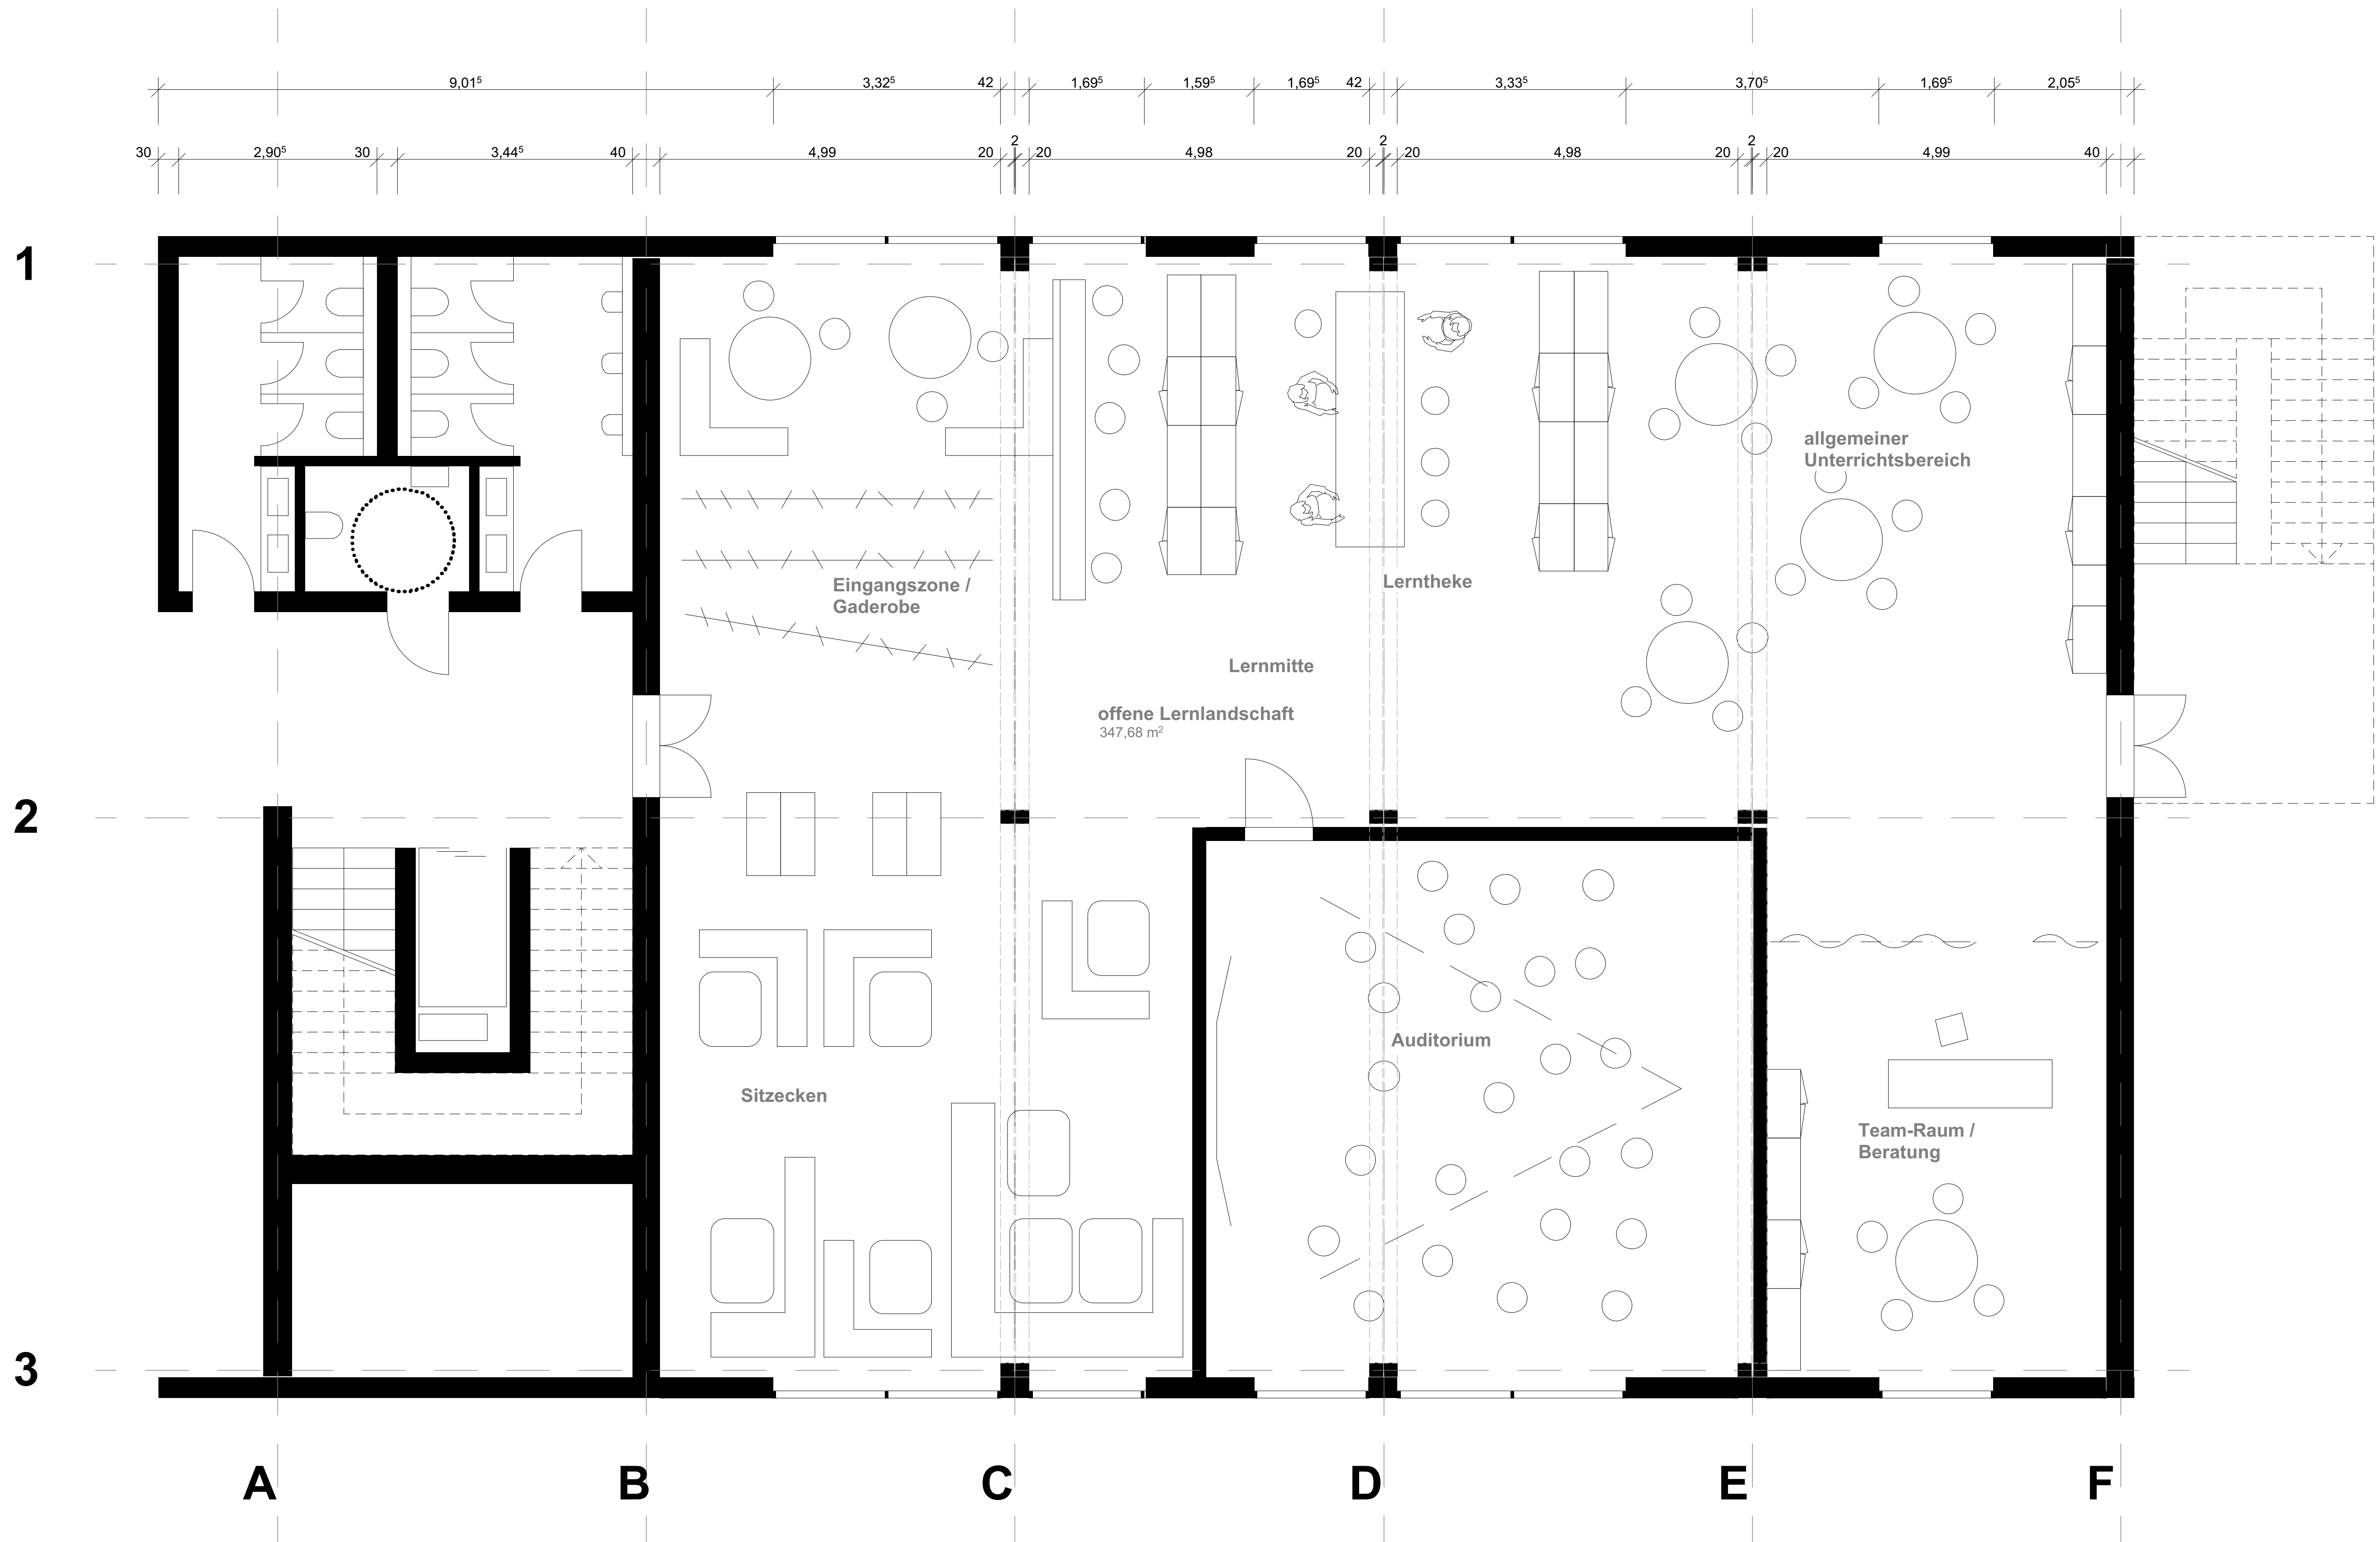 9,01⁵ 3,32⁵ 42 1,69⁵ 1,59⁵ 1,69⁵ 42 3,33⁵ 3,70⁵ 1,69⁵ 2,05⁵
2 2 2
30 2,90⁵ 30 3,44⁵ 40 4,99 20 20 4,98 20 20 4,98 20 20 4,99 40
1
allgemeiner
Unterrichtsbereich
Eingangszone /
Gaderobe
Lerntheke
Lernmitte
offene Lernlandschaft
347,68 m²
2
Auditorium
Sitzecken
Team-Raum /
Beratung
3
A B C D E F